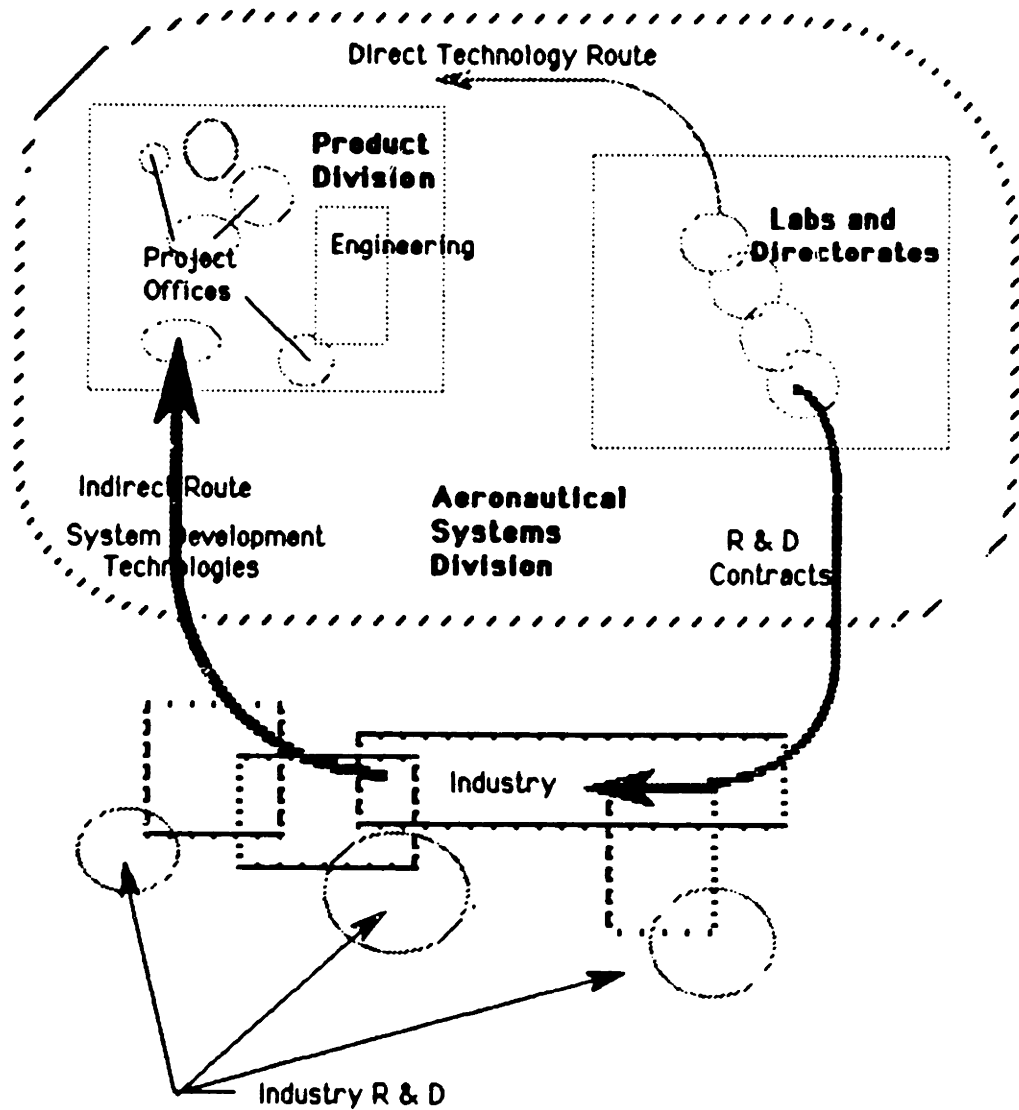 Direct Technology Route
Product
Division
Labs and
Directorates
Engineering
Project
Offices
Indirect Route
System Development
Technologies
Aeronautical
Systems
Division
R & D
Contracts
Industry
Industry R & D